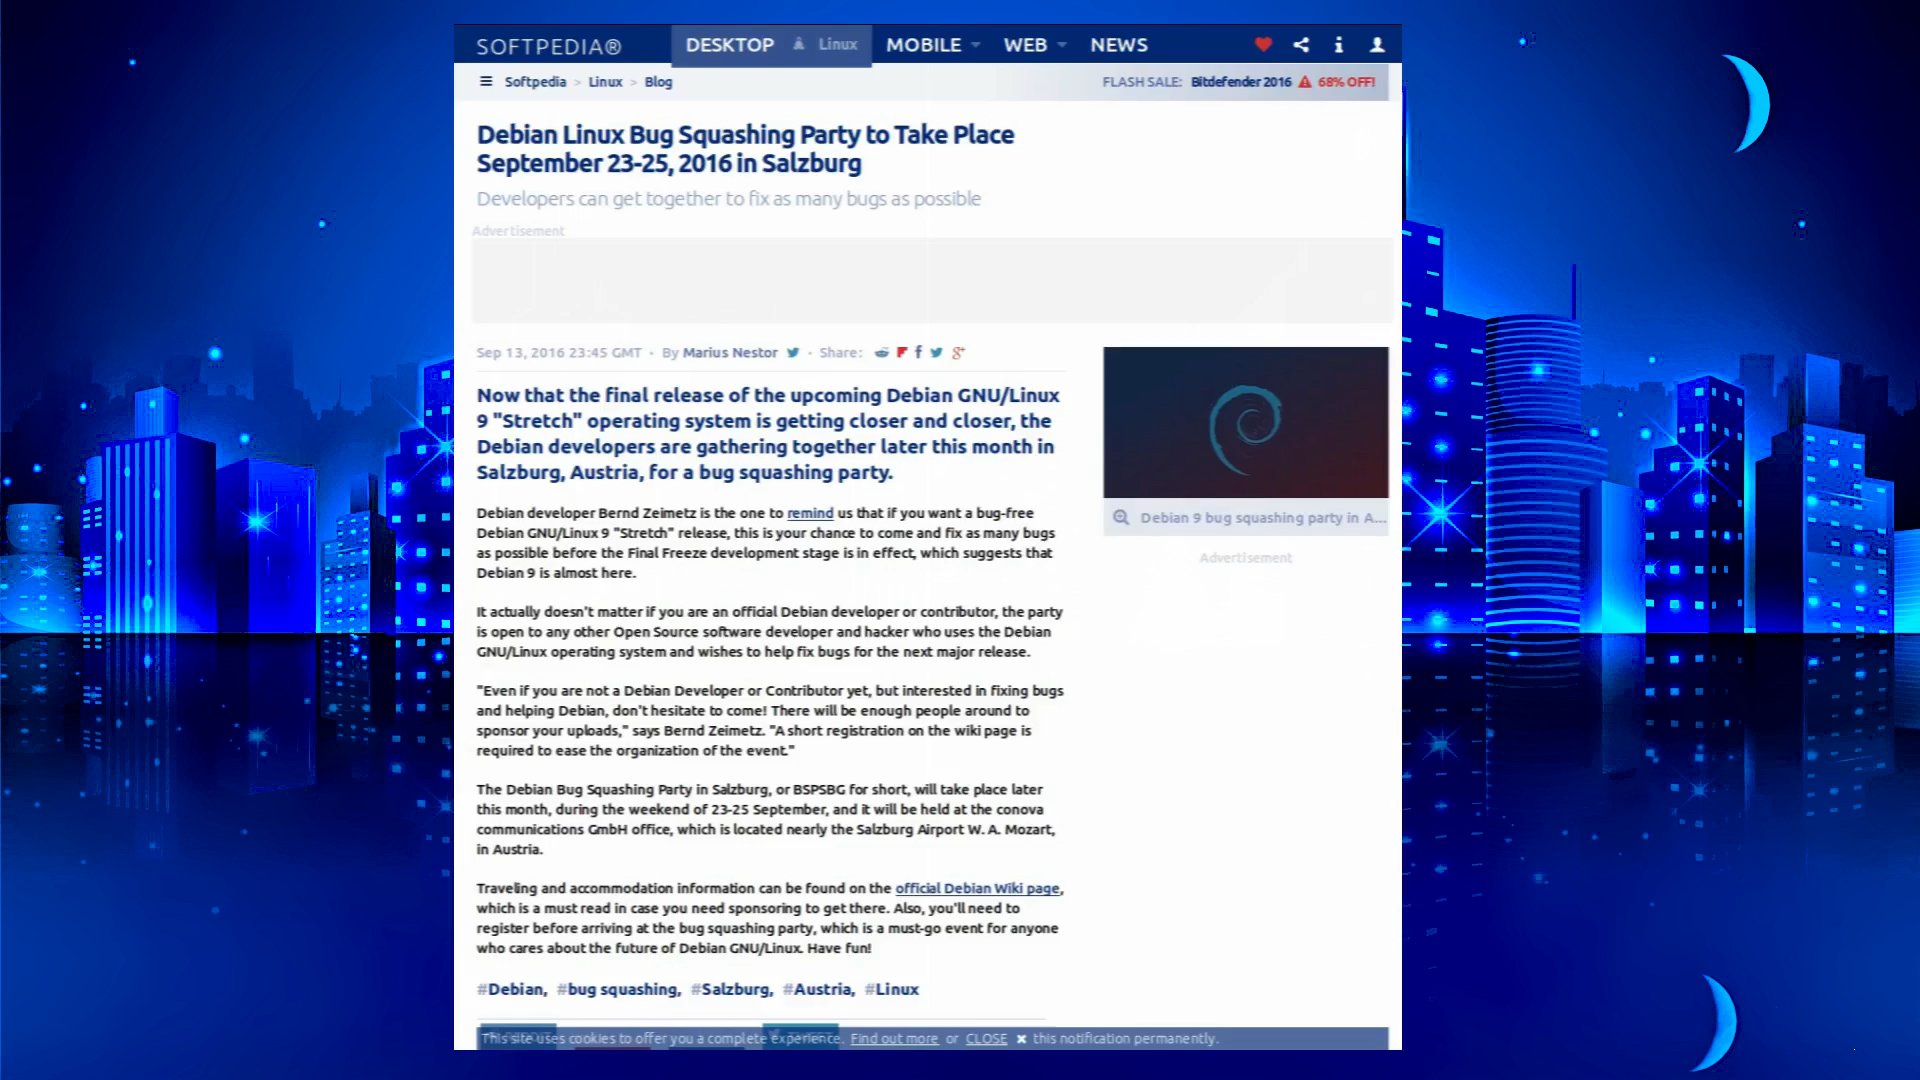 SOFTPEDIA®
DESKTOP Linux MOBILE WEB NEWS
Softpedia > Linux > Blog
FLASH SALE: Bitdefender 2016 68% OFF!
Debian Linux Bug Squashing Party to Take Place
September 23-25, 2016 in Salzburg
Developers can get together to fix as many bugs as possible
Advertisement
Sep 13, 2016 23:45 GMT · By Marius Nestor · Share:
Now that the final release of the upcoming Debian GNU/Linux
9 "Stretch" operating system is getting closer and closer, the
Debian developers are gathering together later this month in
Salzburg, Austria, for a bug squashing party.
Debian 9 bug squashing party in A...
Advertisement
Debian developer Bernd Zeimetz is the one to remind us that if you want a bug-free
Debian GNU/Linux 9 "Stretch" release, this is your chance to come and fix as many bugs
as possible before the Final Freeze development stage is in effect, which suggests that
Debian 9 is almost here.
It actually doesn't matter if you are an official Debian developer or contributor, the party
is open to any other Open Source software developer and hacker who uses the Debian
GNU/Linux operating system and wishes to help fix bugs for the next major release.
"Even if you are not a Debian Developer or Contributor yet, but interested in fixing bugs
and helping Debian, don't hesitate to come! There will be enough people around to
sponsor your uploads," says Bernd Zeimetz. "A short registration on the wiki page is
required to ease the organization of the event."
The Debian Bug Squashing Party in Salzburg, or BSPSBG for short, will take place later
this month, during the weekend of 23-25 September, and it will be held at the conova
communications GmbH office, which is located nearly the Salzburg Airport W. A. Mozart,
in Austria.
Traveling and accommodation information can be found on the official Debian Wiki page,
which is a must read in case you need sponsoring to get there. Also, you'll need to
register before arriving at the bug squashing party, which is a must-go event for anyone
who cares about the future of Debian GNU/Linux. Have fun!
#Debian, #bug squashing, #Salzburg, #Austria, #Linux
This site uses cookies to offer you a complete experience. Find out more or CLOSE ✖ this notification permanently.